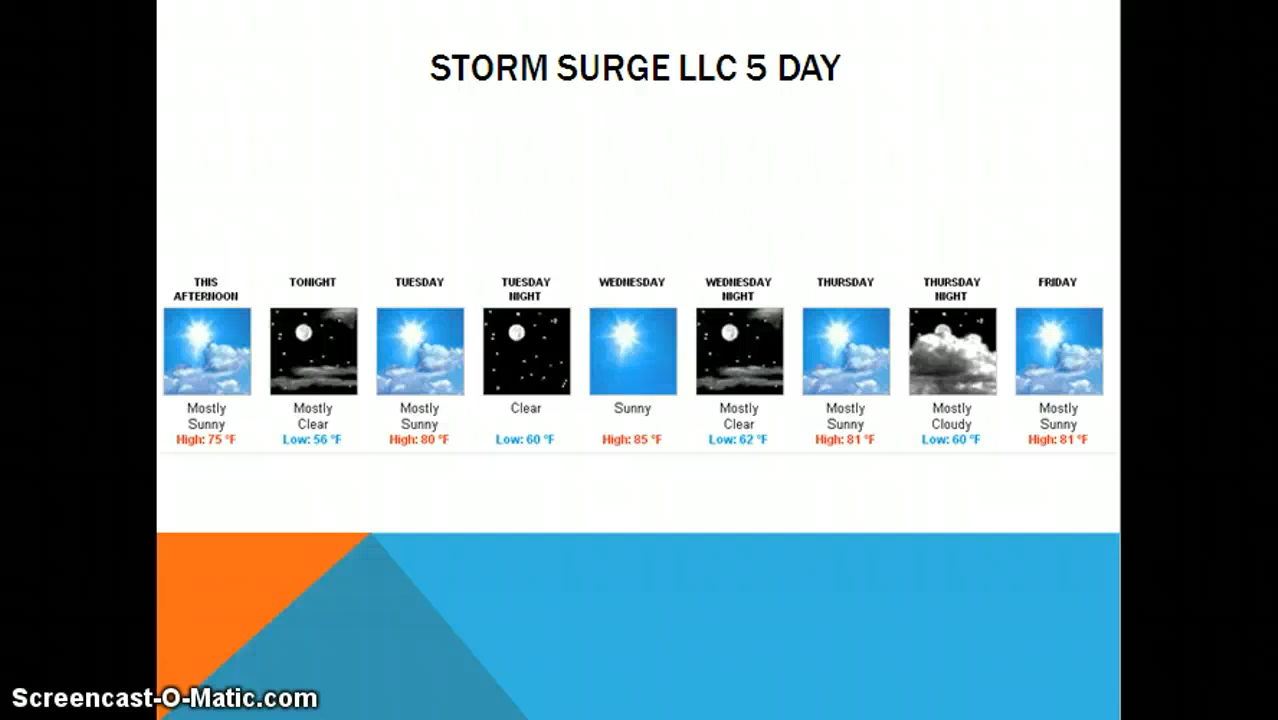 STORM SURGE LLC 5 DAY
THIS
AFTERNOON
TONIGHT
TUESDAY
TUESDAY
NIGHT
WEDNESDAY
WEDNESDAY
NIGHT
THURSDAY
THURSDAY
NIGHT
FRIDAY
Mostly
Sunny
High: 75 °F
Mostly
Clear
Low: 56 °F
Mostly
Sunny
High: 80 °F
Clear
Low: 60 °F
Sunny
High: 85 °F
Mostly
Clear
Low: 62 °F
Mostly
Sunny
High: 81 °F
Mostly
Cloudy
Low: 60 °F
Mostly
Sunny
High: 81 °F
Screencast-O-Matic.com